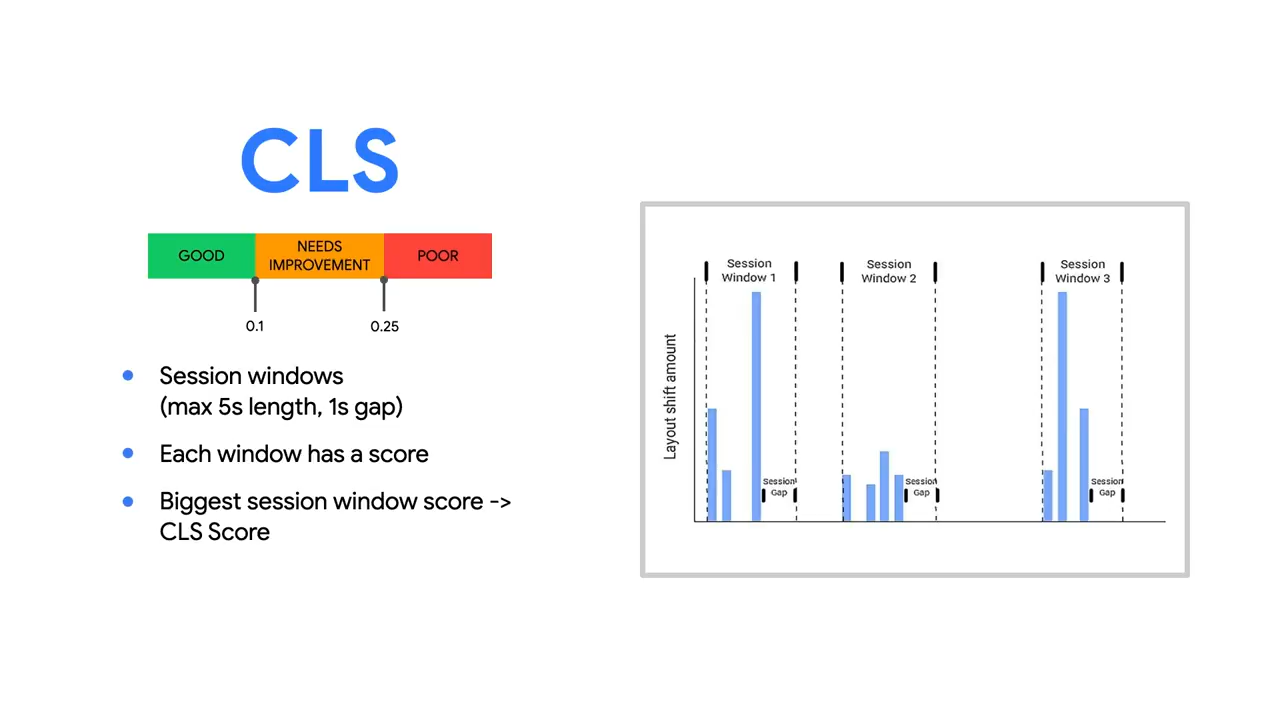 CLS
GOOD
NEEDS
IMPROVEMENT
POOR
0.1
0.25
Session windows
(max 5s length, 1s gap)
Each window has a score
Biggest session window score ->
CLS Score
Layout shift amount
Session
Window 1
Session
Window 2
Session
Window 3
Session
Gap
Session
Gap
Session
Gap